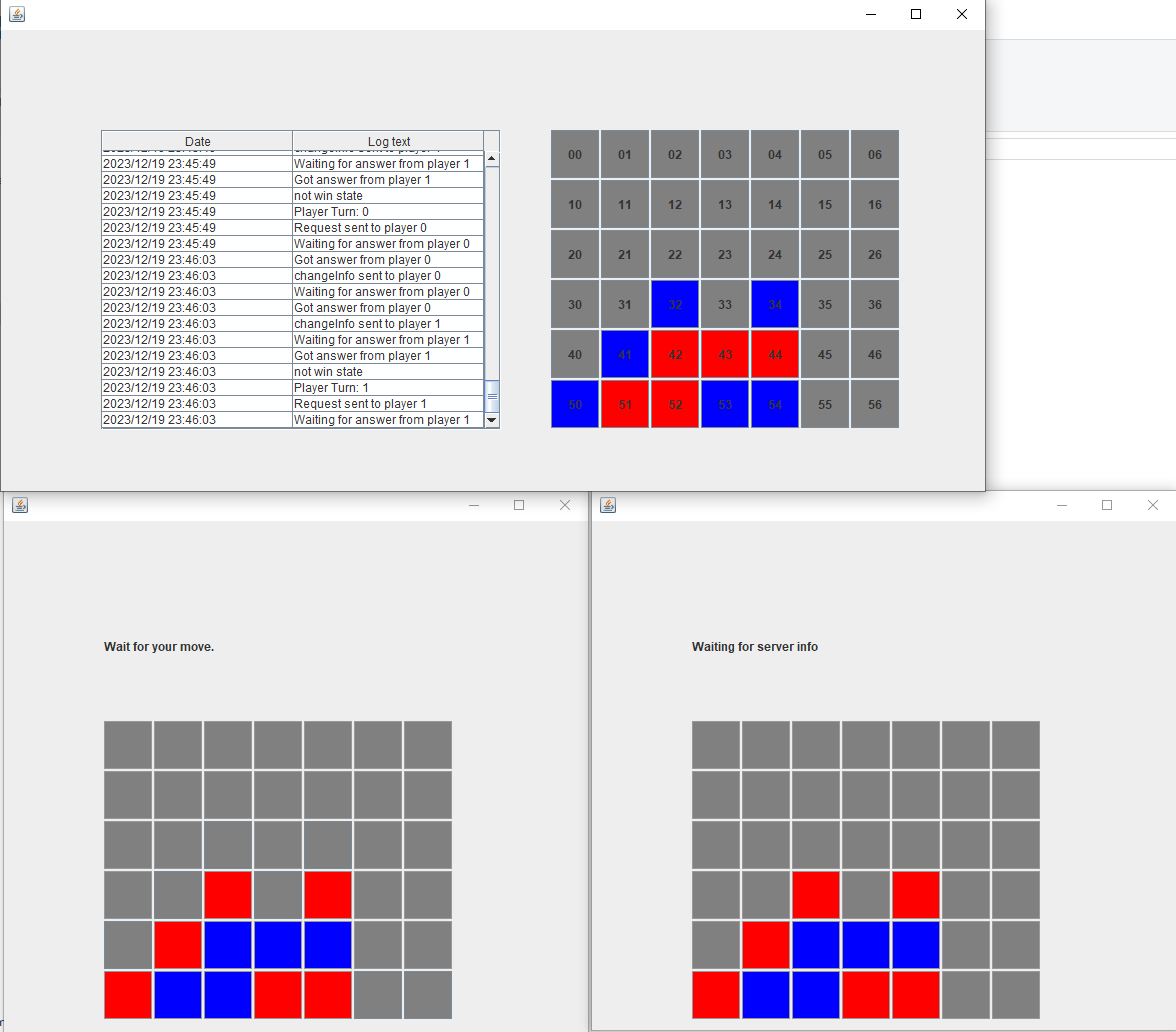 Date Log text
2023/12/19 23:45:49 changeInfo sent to player 1
2023/12/19 23:45:49 Waiting for answer from player 1
2023/12/19 23:45:49 Got answer from player 1
2023/12/19 23:45:49 not win state
2023/12/19 23:45:49 Player Turn: 0
2023/12/19 23:45:49 Request sent to player 0
2023/12/19 23:45:49 Waiting for answer from player 0
2023/12/19 23:46:03 Got answer from player 0
2023/12/19 23:46:03 changeInfo sent to player 0
2023/12/19 23:46:03 Waiting for answer from player 0
2023/12/19 23:46:03 Got answer from player 0
2023/12/19 23:46:03 changeInfo sent to player 1
2023/12/19 23:46:03 Waiting for answer from player 1
2023/12/19 23:46:03 Got answer from player 1
2023/12/19 23:46:03 not win state
2023/12/19 23:46:03 Player Turn: 1
2023/12/19 23:46:03 Request sent to player 1
2023/12/19 23:46:03 Waiting for answer from player 1
00 01 02 03 04 05 06
10 11 12 13 14 15 16
20 21 22 23 24 25 26
30 31 32 33 34 35 36
40 41 42 43 44 45 46
50 51 52 53 54 55 56
Wait for your move.
Waiting for server info